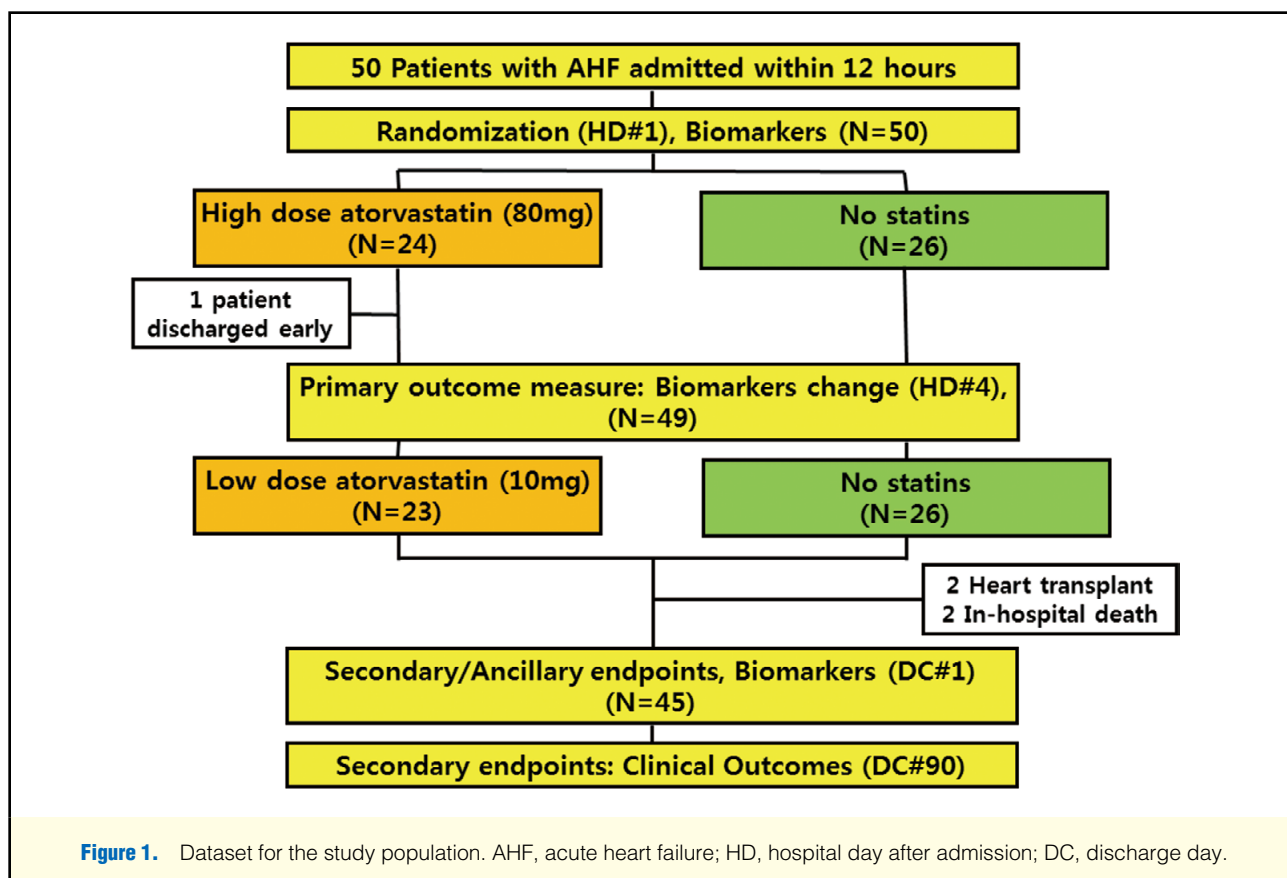 50 Patients with AHF admitted within 12 hours
Randomization (HD#1), Biomarkers (N=50)
High dose atorvastatin (80mg)
(N=24)
No statins
(N=26)
1 patient
discharged early
Primary outcome measure: Biomarkers change (HD#4),
(N=49)
Low dose atorvastatin (10mg)
(N=23)
No statins
(N=26)
2 Heart transplant
2 In-hospital death
Secondary/Ancillary endpoints, Biomarkers (DC#1)
(N=45)
Secondary endpoints: Clinical Outcomes (DC#90)
Figure 1. Dataset for the study population. AHF, acute heart failure; HD, hospital day after admission; DC, discharge day.